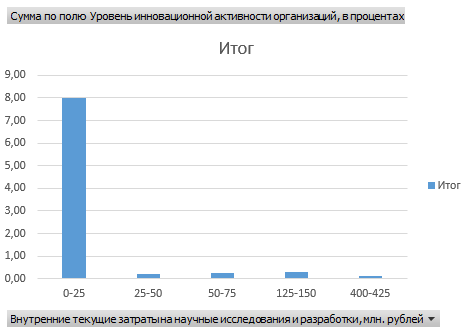 Сумма по полю Уровень инновационной активности организаций, в процентах
Итог
9,00
8,00
7,00
6,00
5,00
4,00
3,00
2,00
1,00
0,00
0-25 25-50 50-75 125-150 400-425
Итог
Внутренние текущие затраты на научные исследования и разработки, млн. рублей